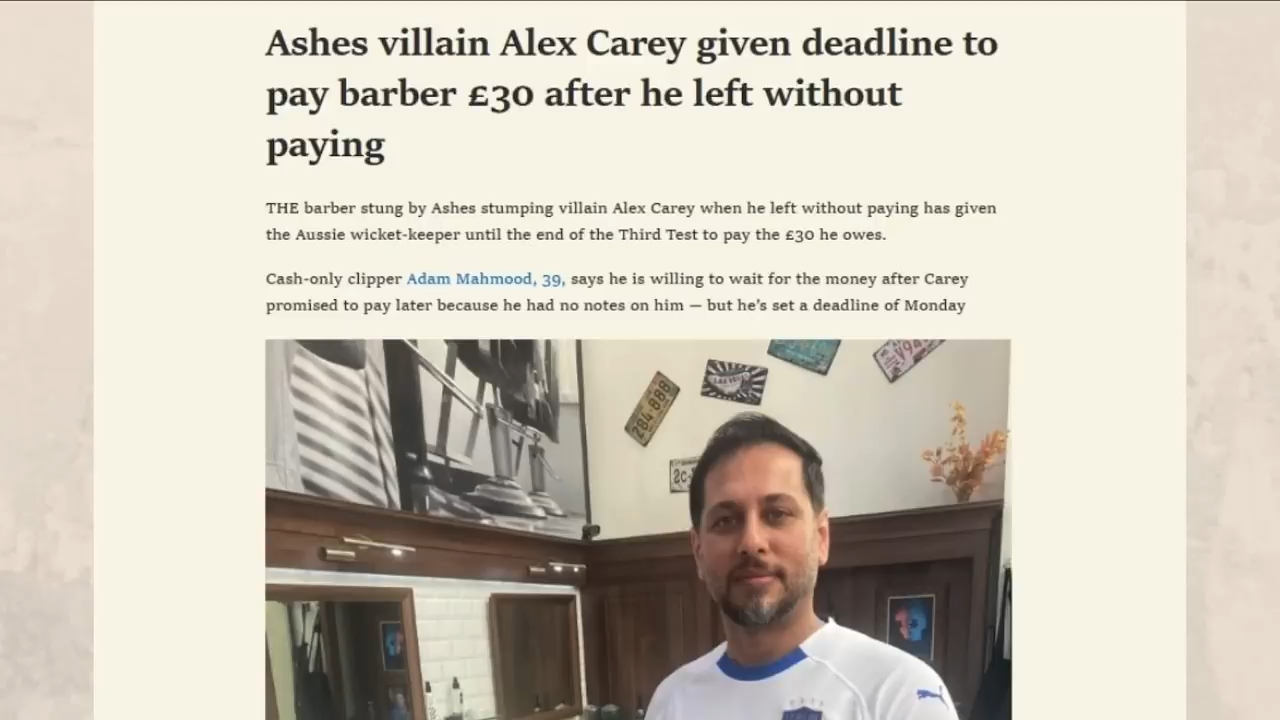 Ashes villain Alex Carey given deadline to
pay barber £30 after he left without
paying
THE barber stung by Ashes stumping villain Alex Carey when he left without paying has given
the Aussie wicket-keeper until the end of the Third Test to pay the £30 he owes.
Cash-only clipper Adam Mahmood, 39, says he is willing to wait for the money after Carey
promised to pay later because he had no notes on him — but he's set a deadline of Monday
LAS VEGAS
284-888